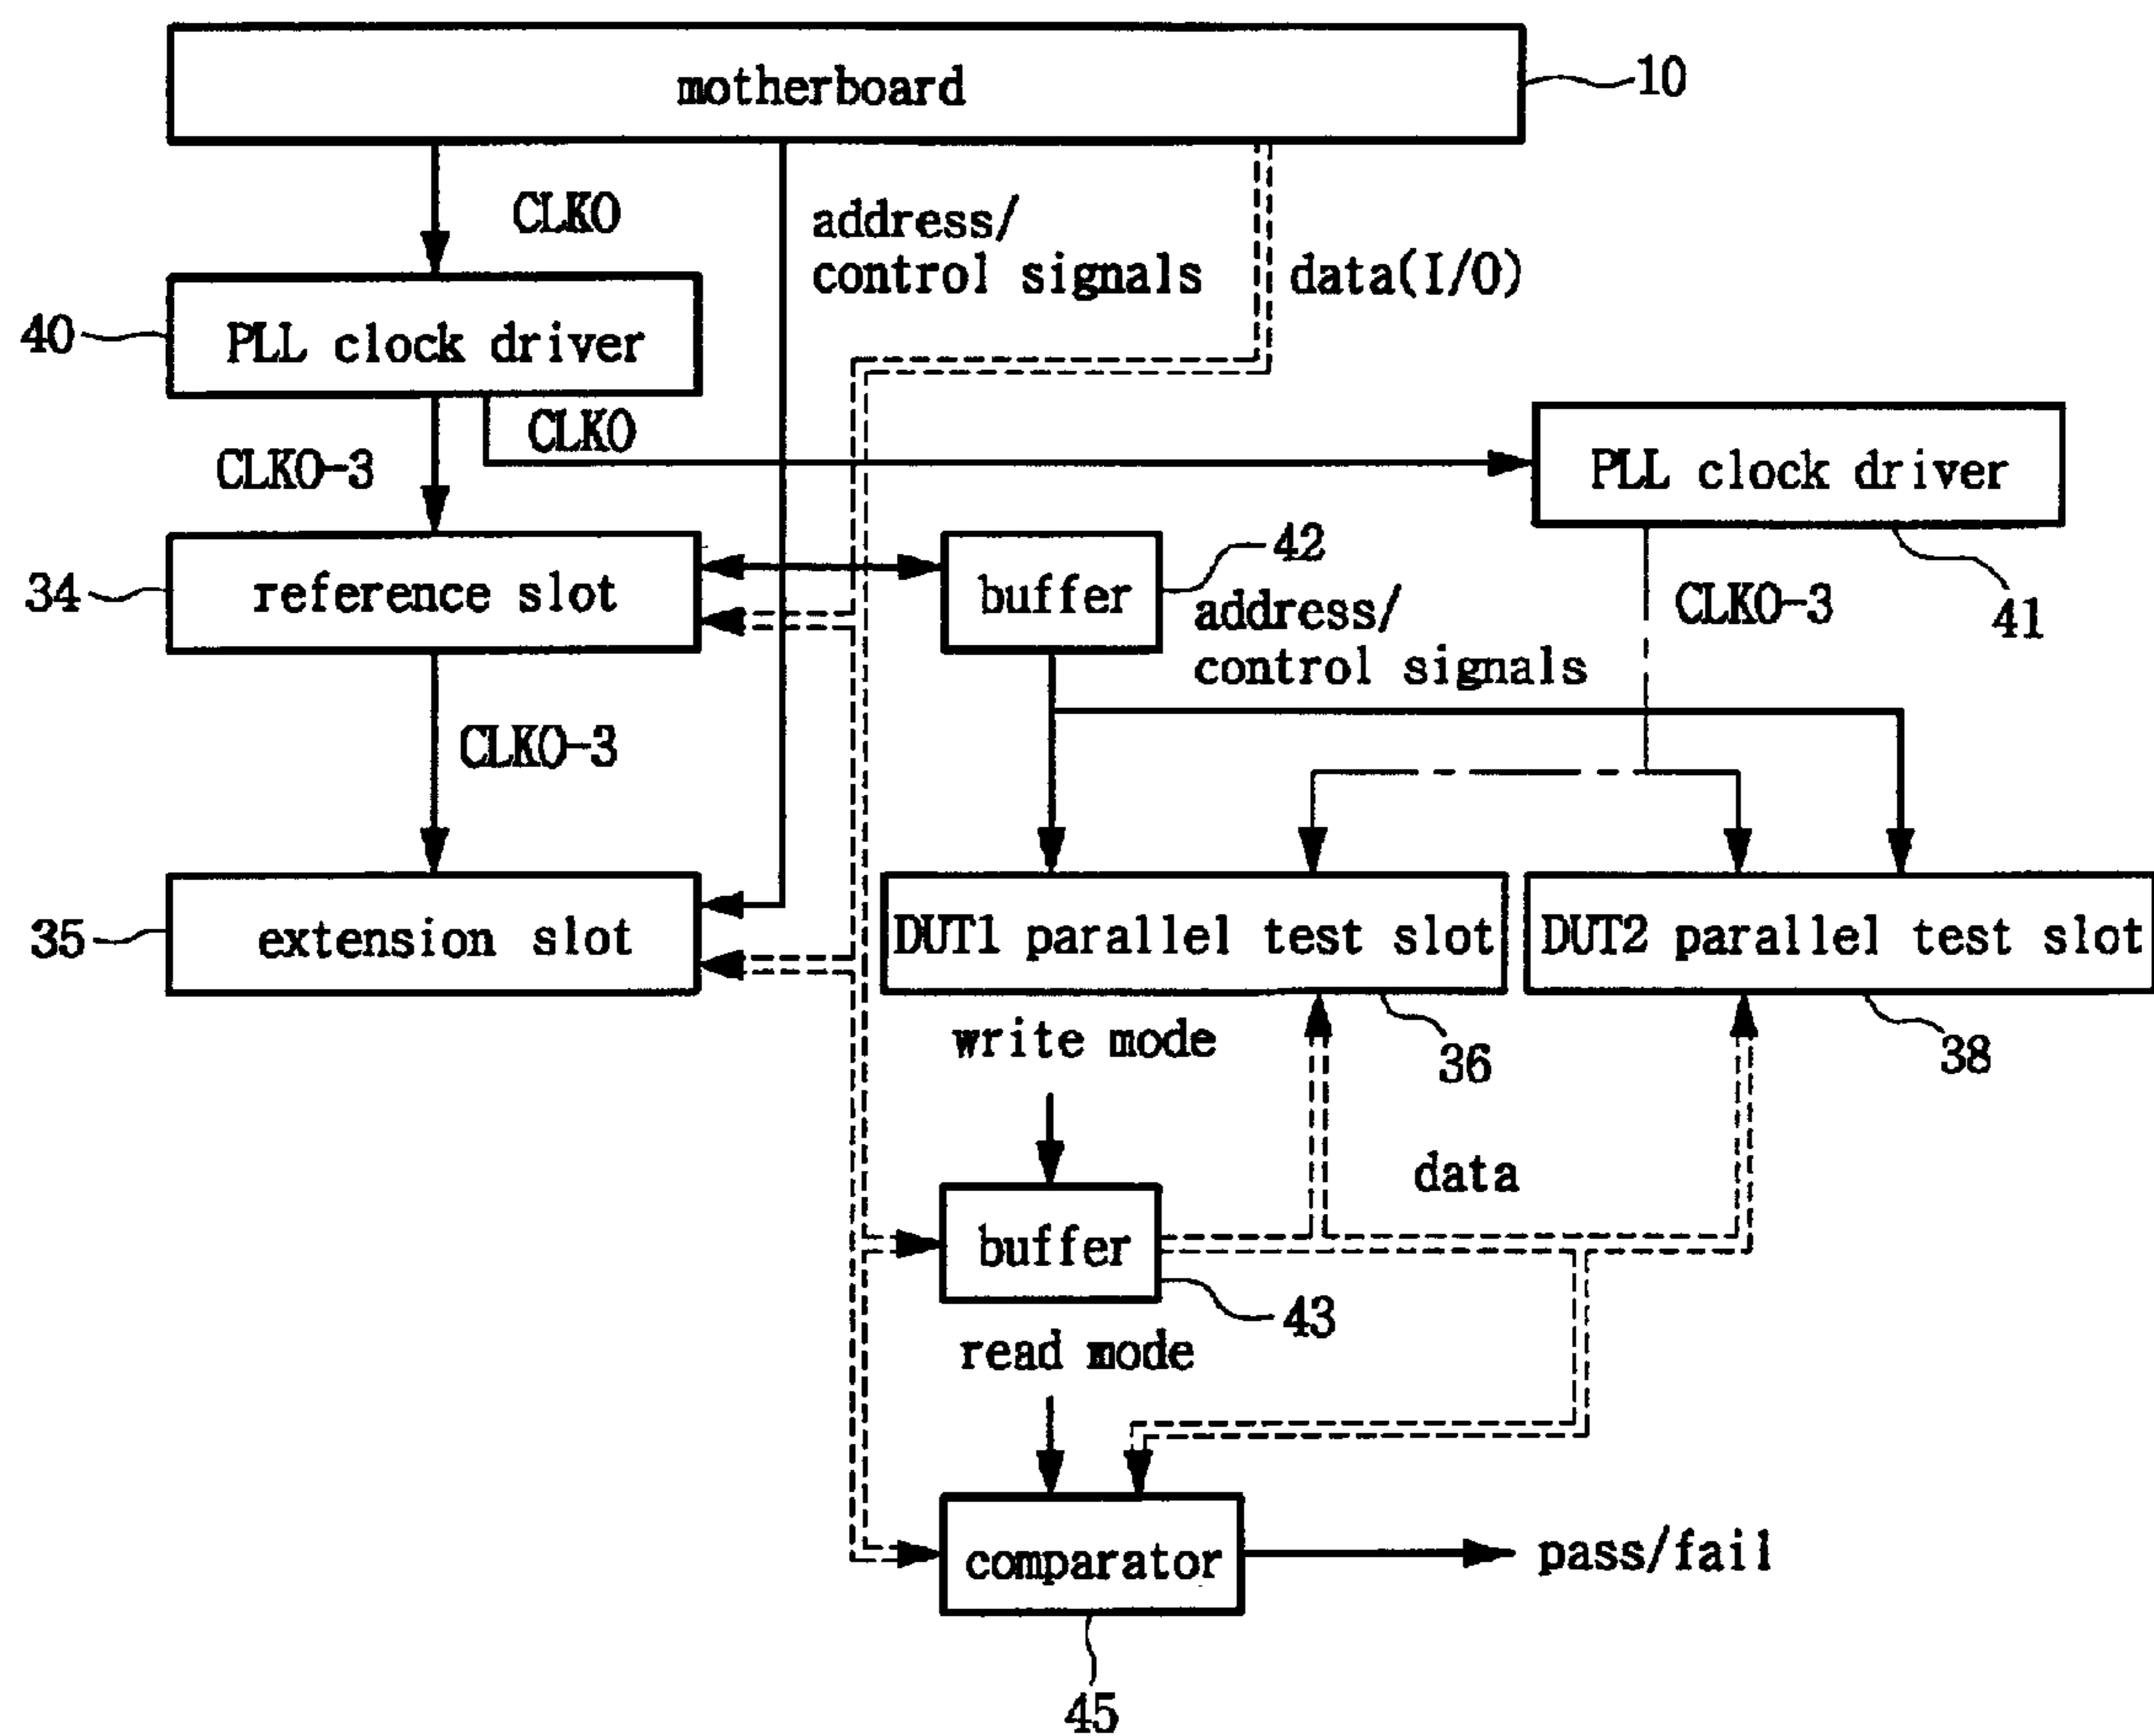 motherboard
10
CLK0
address/
control signals
data(I/O)
40
PLL clock driver
CLK0
CLK0-3
PLL clock driver
41
34
reference slot
buffer
42
address/
control signals
CLK0-3
CLK0-3
35
extension slot
DUT1 parallel test slot
DUT2 parallel test slot
36
38
write mode
data
buffer
43
read mode
comparator
pass/fail
45